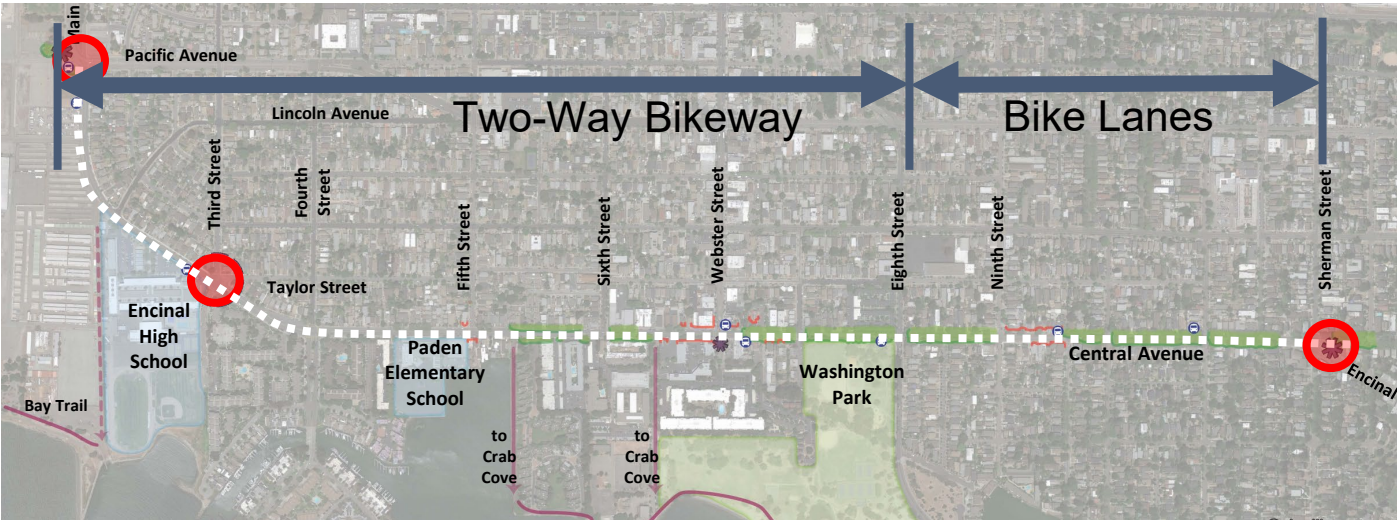 Main
Pacific Avenue
Lincoln Avenue
Two-Way Bikeway
Bike Lanes
Third Street
Fourth
Street
Fifth Street
Sixth Street
Webster Street
Eighth Street
Ninth Street
Sherman Street
Taylor Street
Encinal
High
School
Paden
Elementary
School
Washington
Park
Central Avenue
Encinal
Bay Trail
to
Crab
Cove
to
Crab
Cove